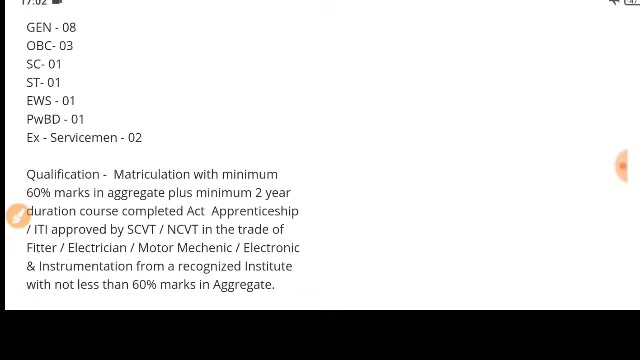 17:02
GEN - 08
OBC- 03
SC- 01
ST- 01
EWS - 01
PwBD - 01
Ex - Servicemen - 02
Qualification -  Matriculation with minimum
60% marks in aggregate plus minimum 2 year
duration course completed Act  Apprenticeship
/ ITI approved by SCVT / NCVT in the trade of
Fitter / Electrician / Motor Mechenic / Electronic
& Instrumentation from a recognized Institute
with not less than 60% marks in Aggregate.